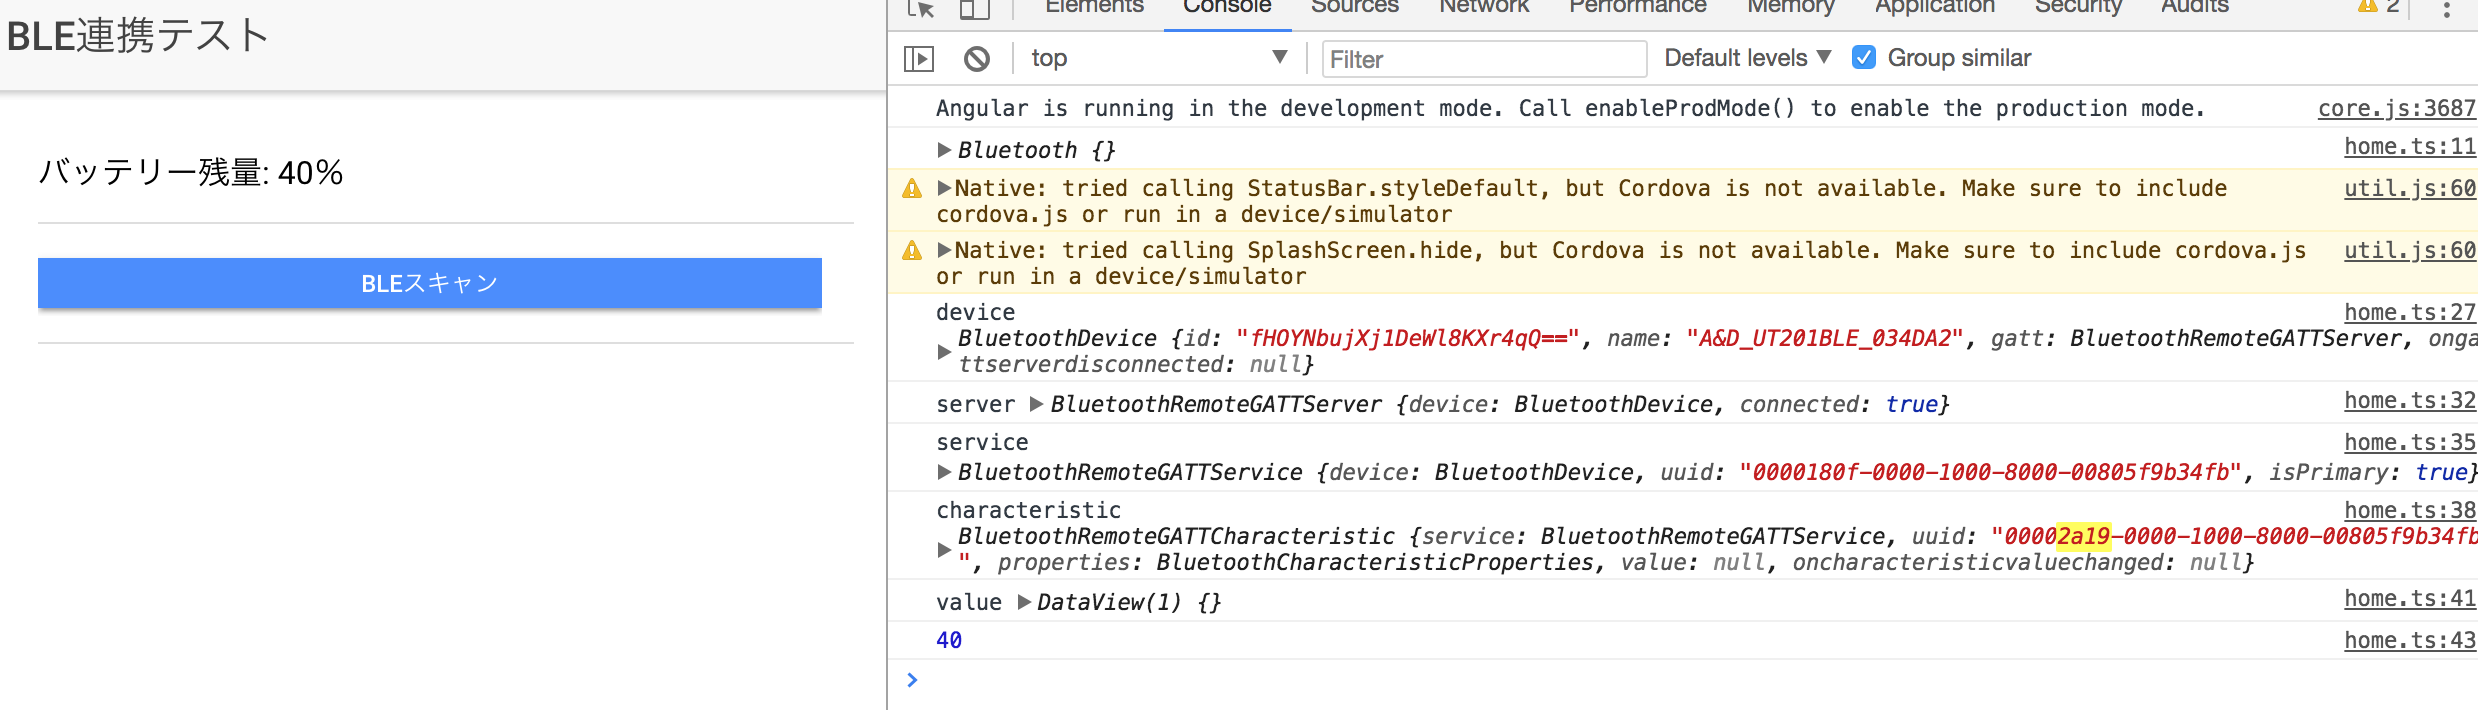 BLE連携テスト
バッテリー残量: 40%
BLEスキャン
Elements Console Sources Network Performance Memory Application Security Audits 2
top Filter Default levels Group similar
Angular is running in the development mode. Call enableProdMode() to enable the production mode. core.js:3687
Bluetooth {} home.ts:11
Native: tried calling StatusBar.styleDefault, but Cordova is not available. Make sure to include util.js:60
cordova.js or run in a device/simulator
Native: tried calling SplashScreen.hide, but Cordova is not available. Make sure to include cordova.js util.js:60
or run in a device/simulator
device home.ts:27
BluetoothDevice {id: "fHOYNbujXj1DeWl8KXr4qQ==", name: "A&D_UT201BLE_034DA2", gatt: BluetoothRemoteGATTServer, onga
ttserverdisconnected: null}
server BluetoothRemoteGATTServer {device: BluetoothDevice, connected: true} home.ts:32
service home.ts:35
BluetoothRemoteGATTService {device: BluetoothDevice, uuid: "0000180f-0000-1000-8000-00805f9b34fb", isPrimary: true}
characteristic home.ts:38
BluetoothRemoteGATTCharacteristic {service: BluetoothRemoteGATTService, uuid: "00002a19-0000-1000-8000-00805f9b34fb
", properties: BluetoothCharacteristicProperties, value: null, oncharacteristicvaluechanged: null}
value DataView(1) {} home.ts:41
40 home.ts:43